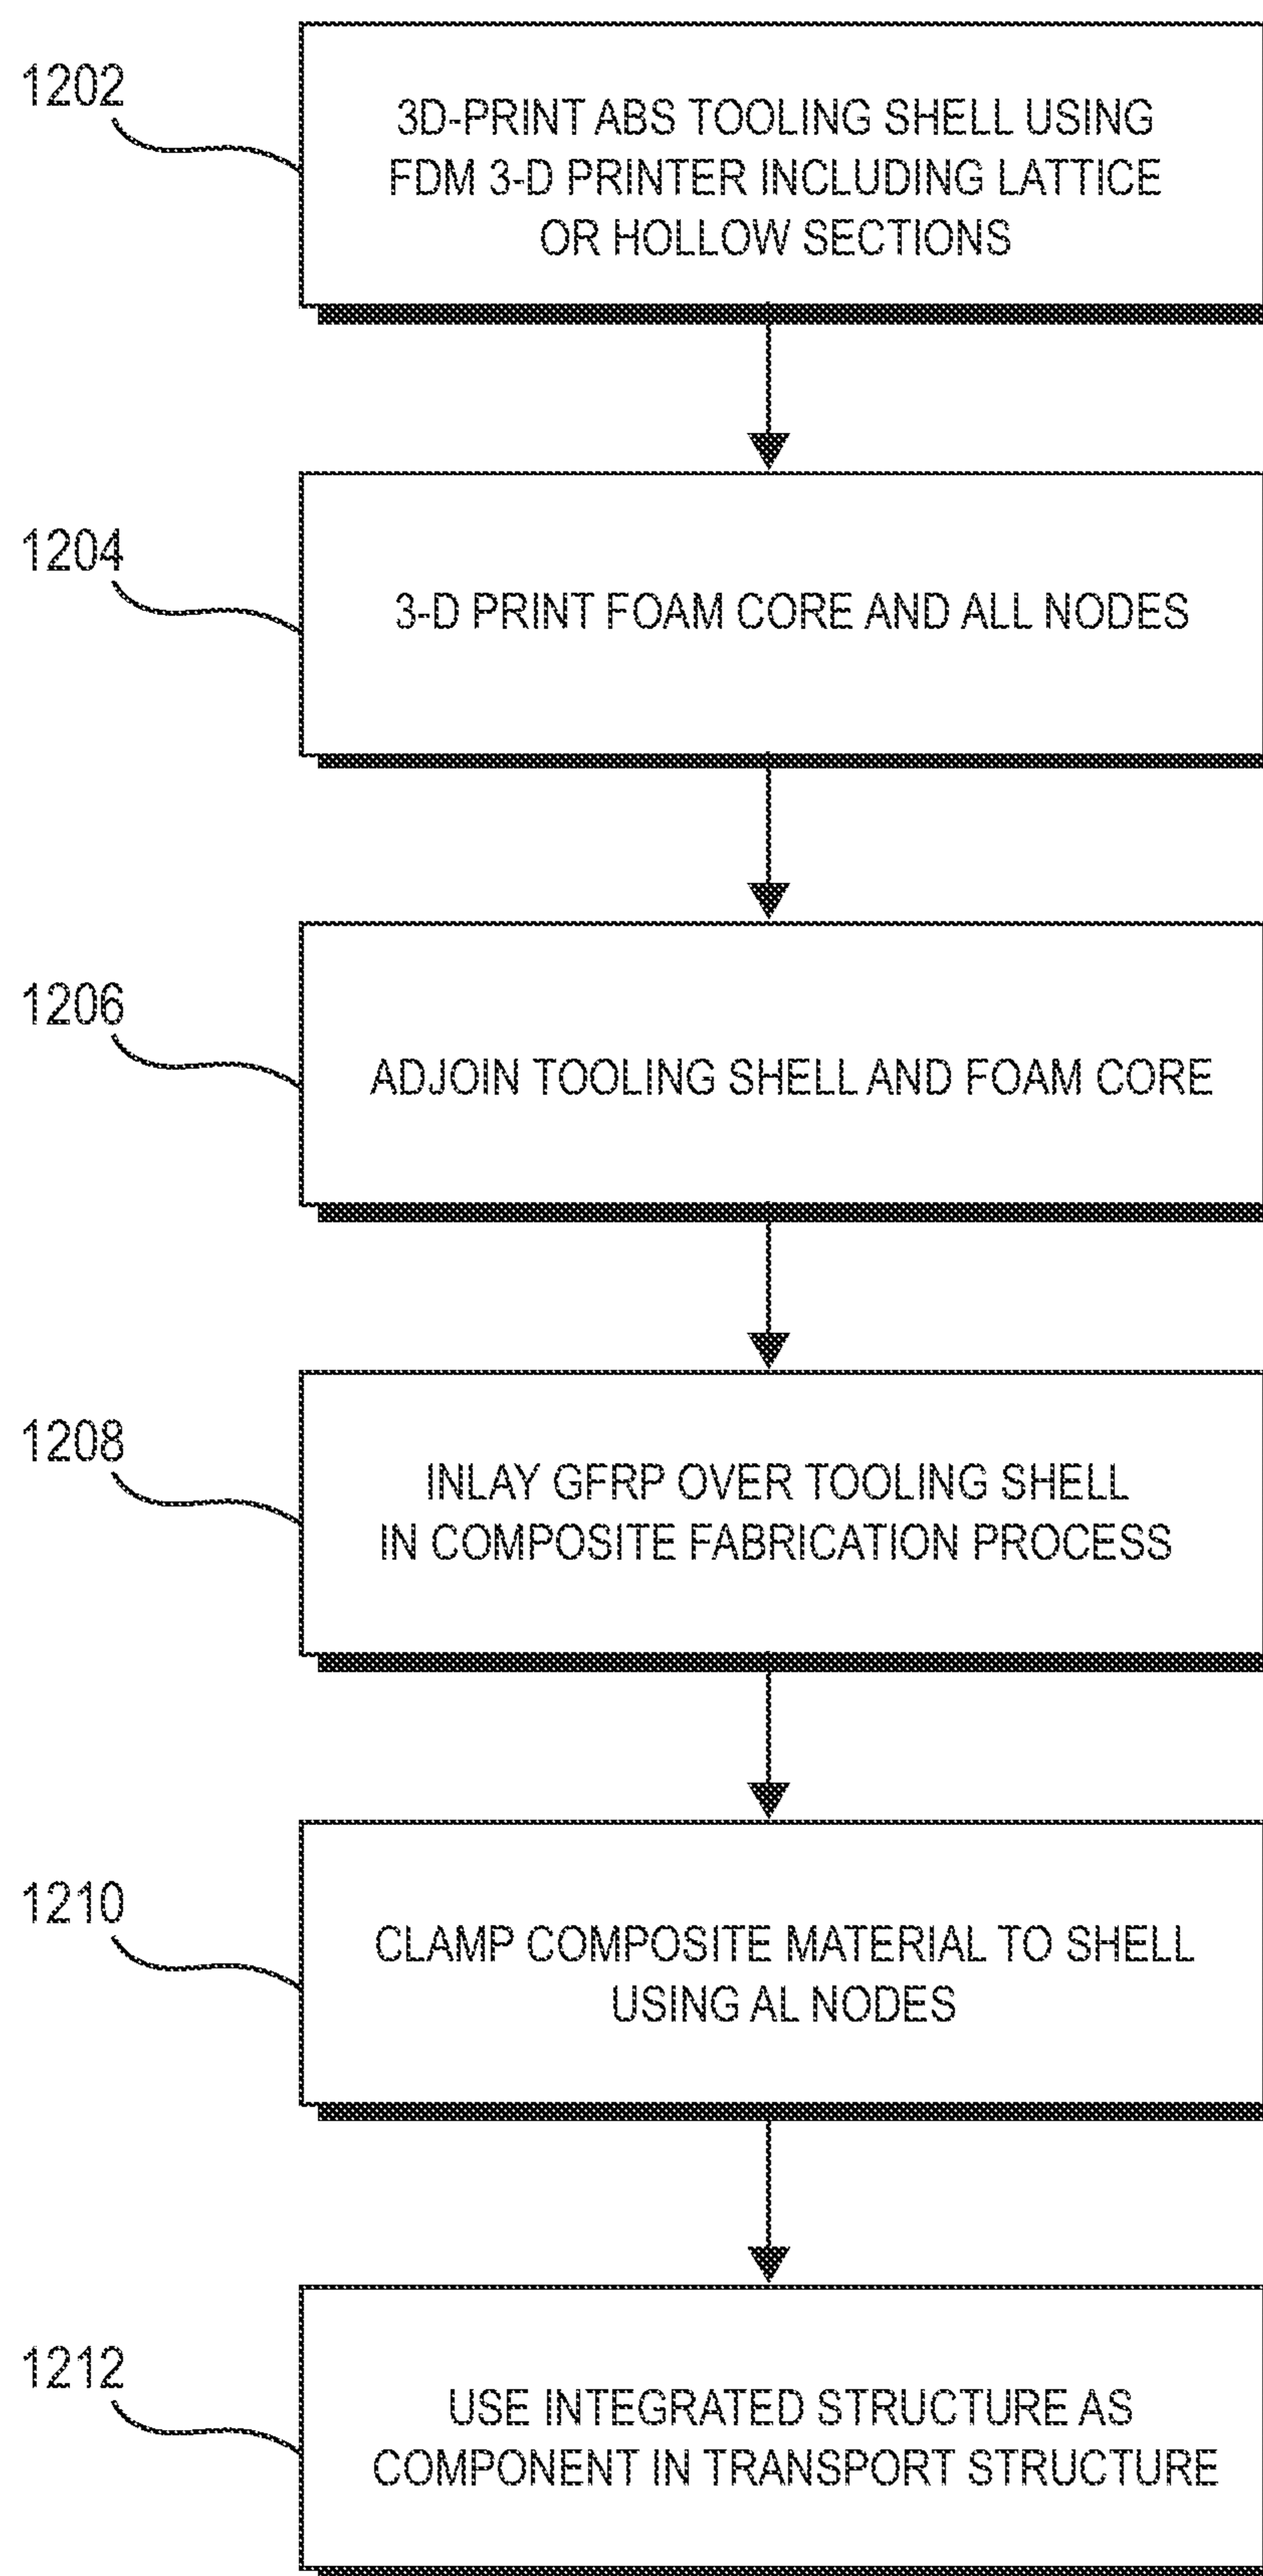 1202
3D-PRINT ABS TOOLING SHELL USING
FDM 3-D PRINTER INCLUDING LATTICE
OR HOLLOW SECTIONS
1204
3-D PRINT FOAM CORE AND ALL NODES
1206
ADJOIN TOOLING SHELL AND FOAM CORE
1208
INLAY GFRP OVER TOOLING SHELL
IN COMPOSITE FABRICATION PROCESS
1210
CLAMP COMPOSITE MATERIAL TO SHELL
USING AL NODES
1212
USE INTEGRATED STRUCTURE AS
COMPONENT IN TRANSPORT STRUCTURE